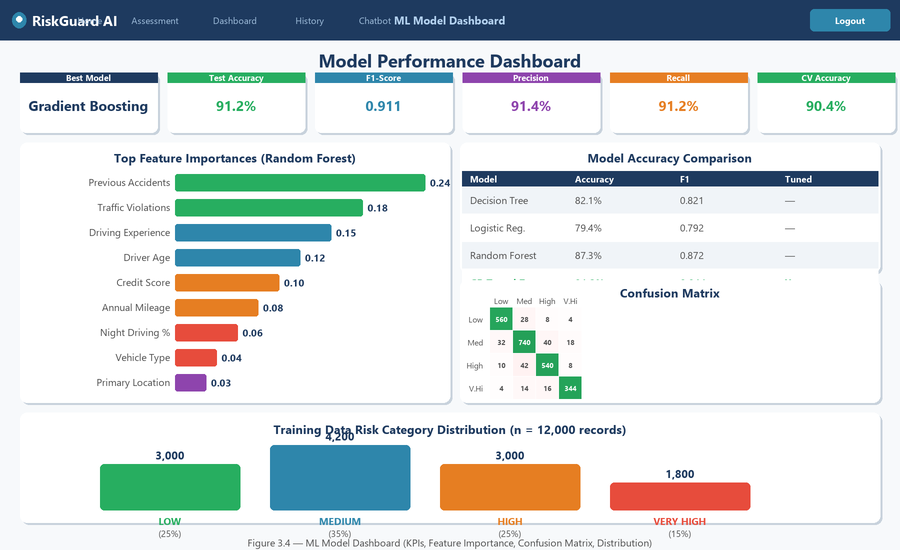 RiskGuard AI Assessment Dashboard History Chatbot ML Model Dashboard Logout
Model Performance Dashboard
Best Model Test Accuracy F1-Score Precision Recall CV Accuracy
Gradient Boosting 91.2% 0.911 91.4% 91.2% 90.4%
Top Feature Importances (Random Forest)
Previous Accidents 0.24
Traffic Violations 0.18
Driving Experience 0.15
Driver Age 0.12
Credit Score 0.10
Annual Mileage 0.08
Night Driving % 0.06
Vehicle Type 0.04
Primary Location 0.03
Model Accuracy Comparison
Model Accuracy F1 Tuned
Decision Tree 82.1% 0.821 —
Logistic Reg. 79.4% 0.792 —
Random Forest 87.3% 0.872 —
Confusion Matrix
Low Med High V.Hi
Low 560 28 8 4
Med 32 740 40 18
High 10 42 540 8
V.Hi 4 14 16 344
Training Data Risk Category Distribution (n = 12,000 records)
3,000 4,200 3,000 1,800
LOW MEDIUM HIGH VERY HIGH
(25%) (35%) (25%) (15%)
Figure 3.4 — ML Model Dashboard (KPIs, Feature Importance, Confusion Matrix, Distribution)